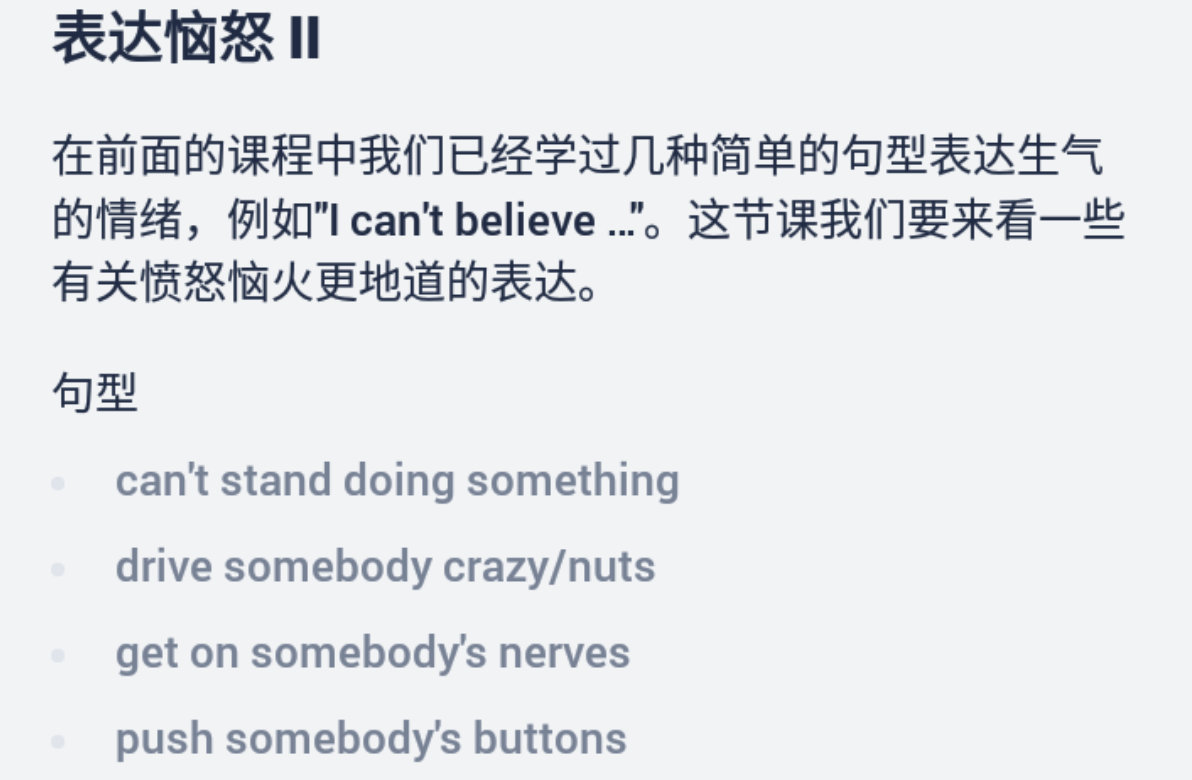 表达恼怒 II
在前面的课程中我们已经学过几种简单的句型表达生气
的情绪，例如"I can't believe ..."。这节课我们要来看一些
有关愤怒恼火更地道的表达。
句型
can't stand doing something
drive somebody crazy/nuts
get on somebody's nerves
push somebody's buttons